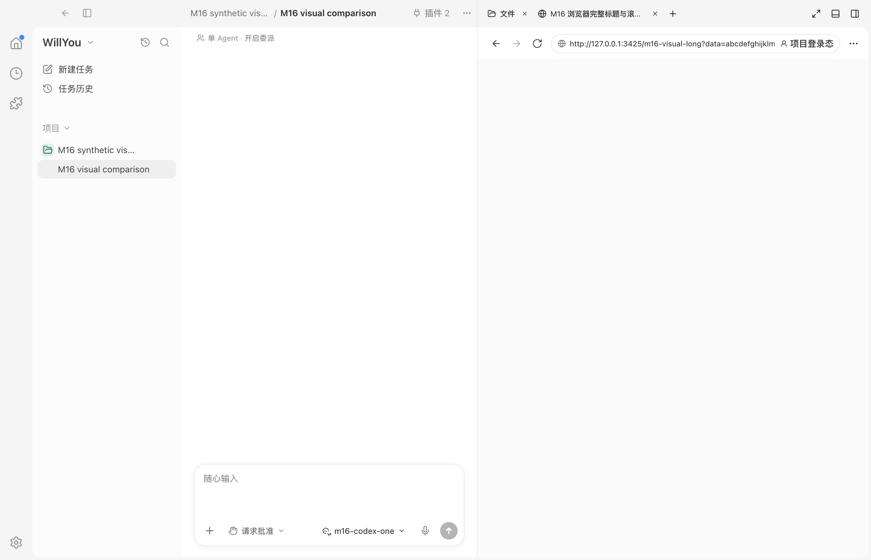 M16 synthetic vis... / M16 visual comparison
插件 2
文件
M16 浏览器完整标题与滚...
WillYou
单 Agent · 开启委派
http://127.0.0.1:3425/m16-visual-long?data=abcdefghijklm
项目登录态
新建任务
任务历史
项目
M16 synthetic vis...
M16 visual comparison
随心输入
请求批准
m16-codex-one